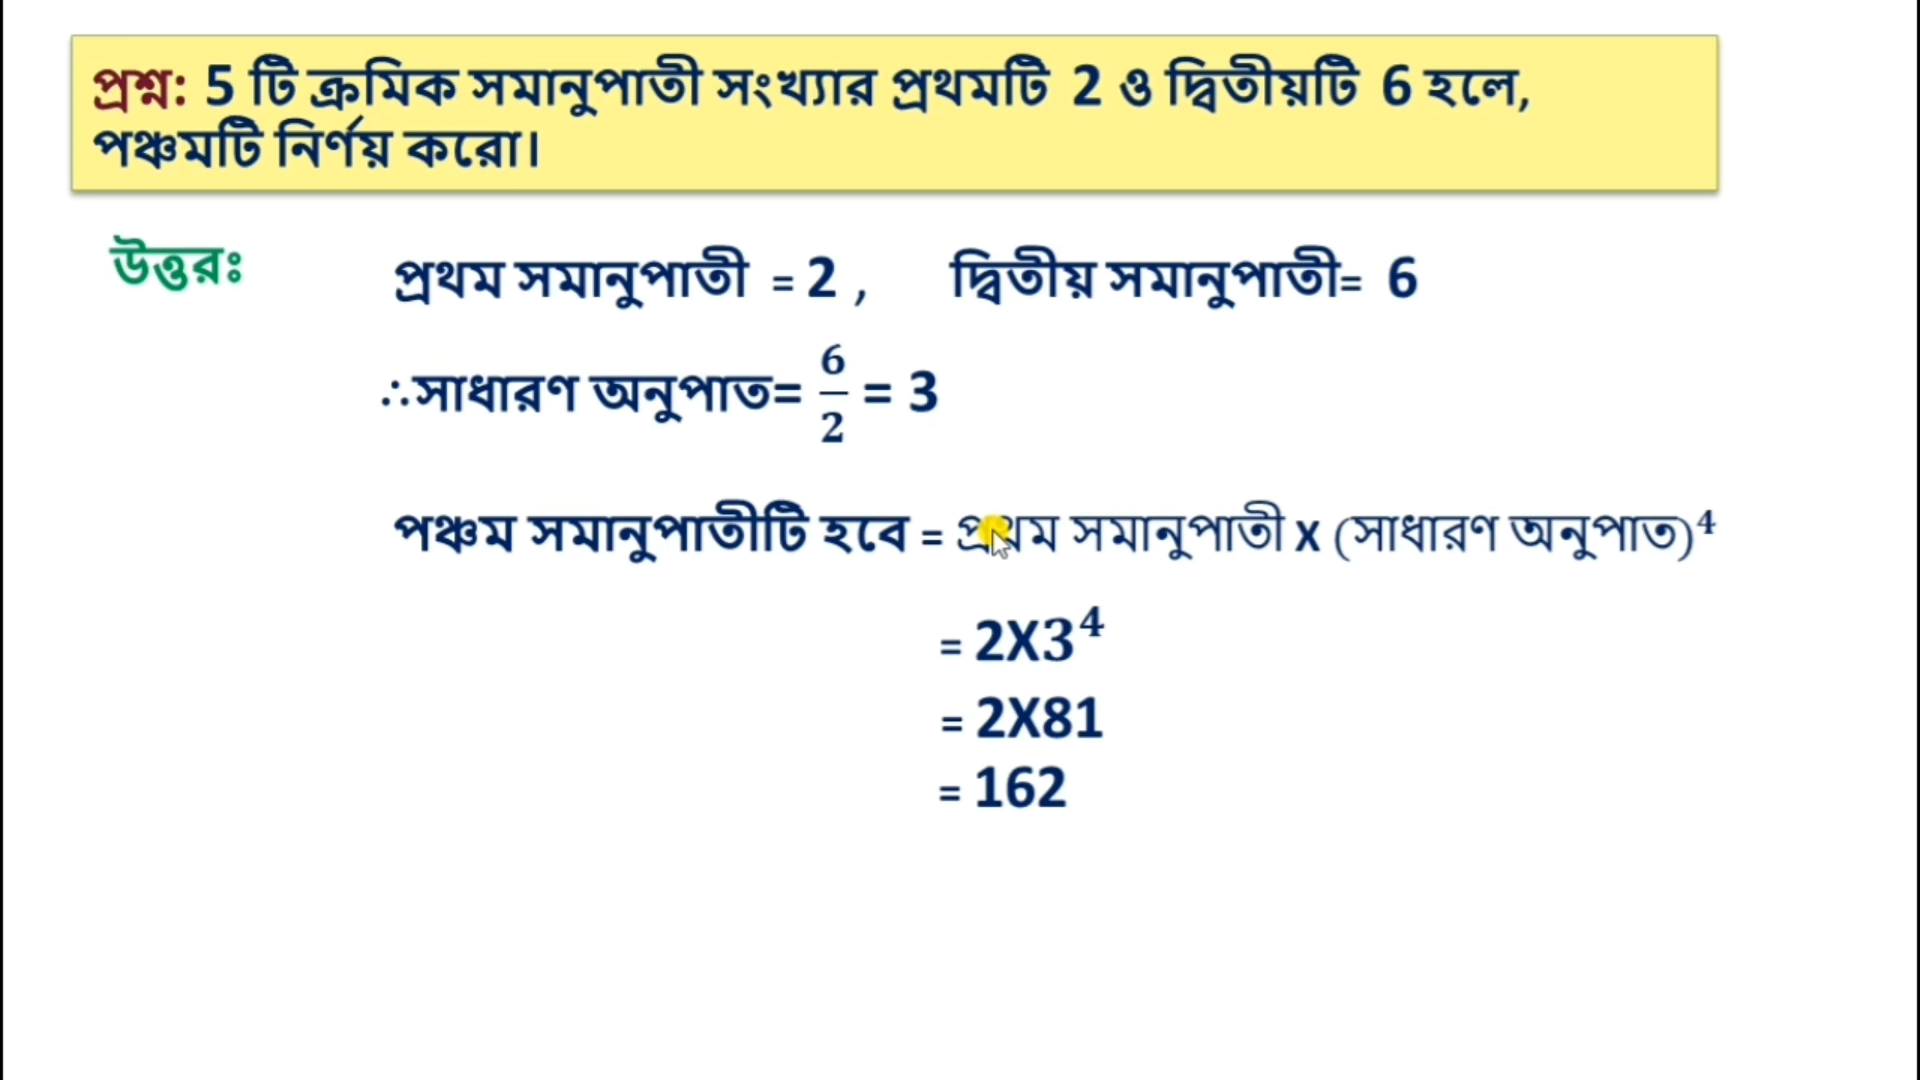 প্রশ্ন: 5 টি ক্রমিক সমানুপাতী সংখ্যার প্রথমটি 2 ও দ্বিতীয়টি 6 হলে,
পঞ্চমটি নির্ণয় করো।
উত্তরঃ প্রথম সমানুপাতী = 2 , দ্বিতীয় সমানুপাতী= 6
∴সাধারণ অনুপাত= 6/2 = 3
পঞ্চম সমানুপাতীটি হবে = প্রথম সমানুপাতী x (সাধারণ অনুপাত)⁴
= 2X3⁴
= 2X81
= 162